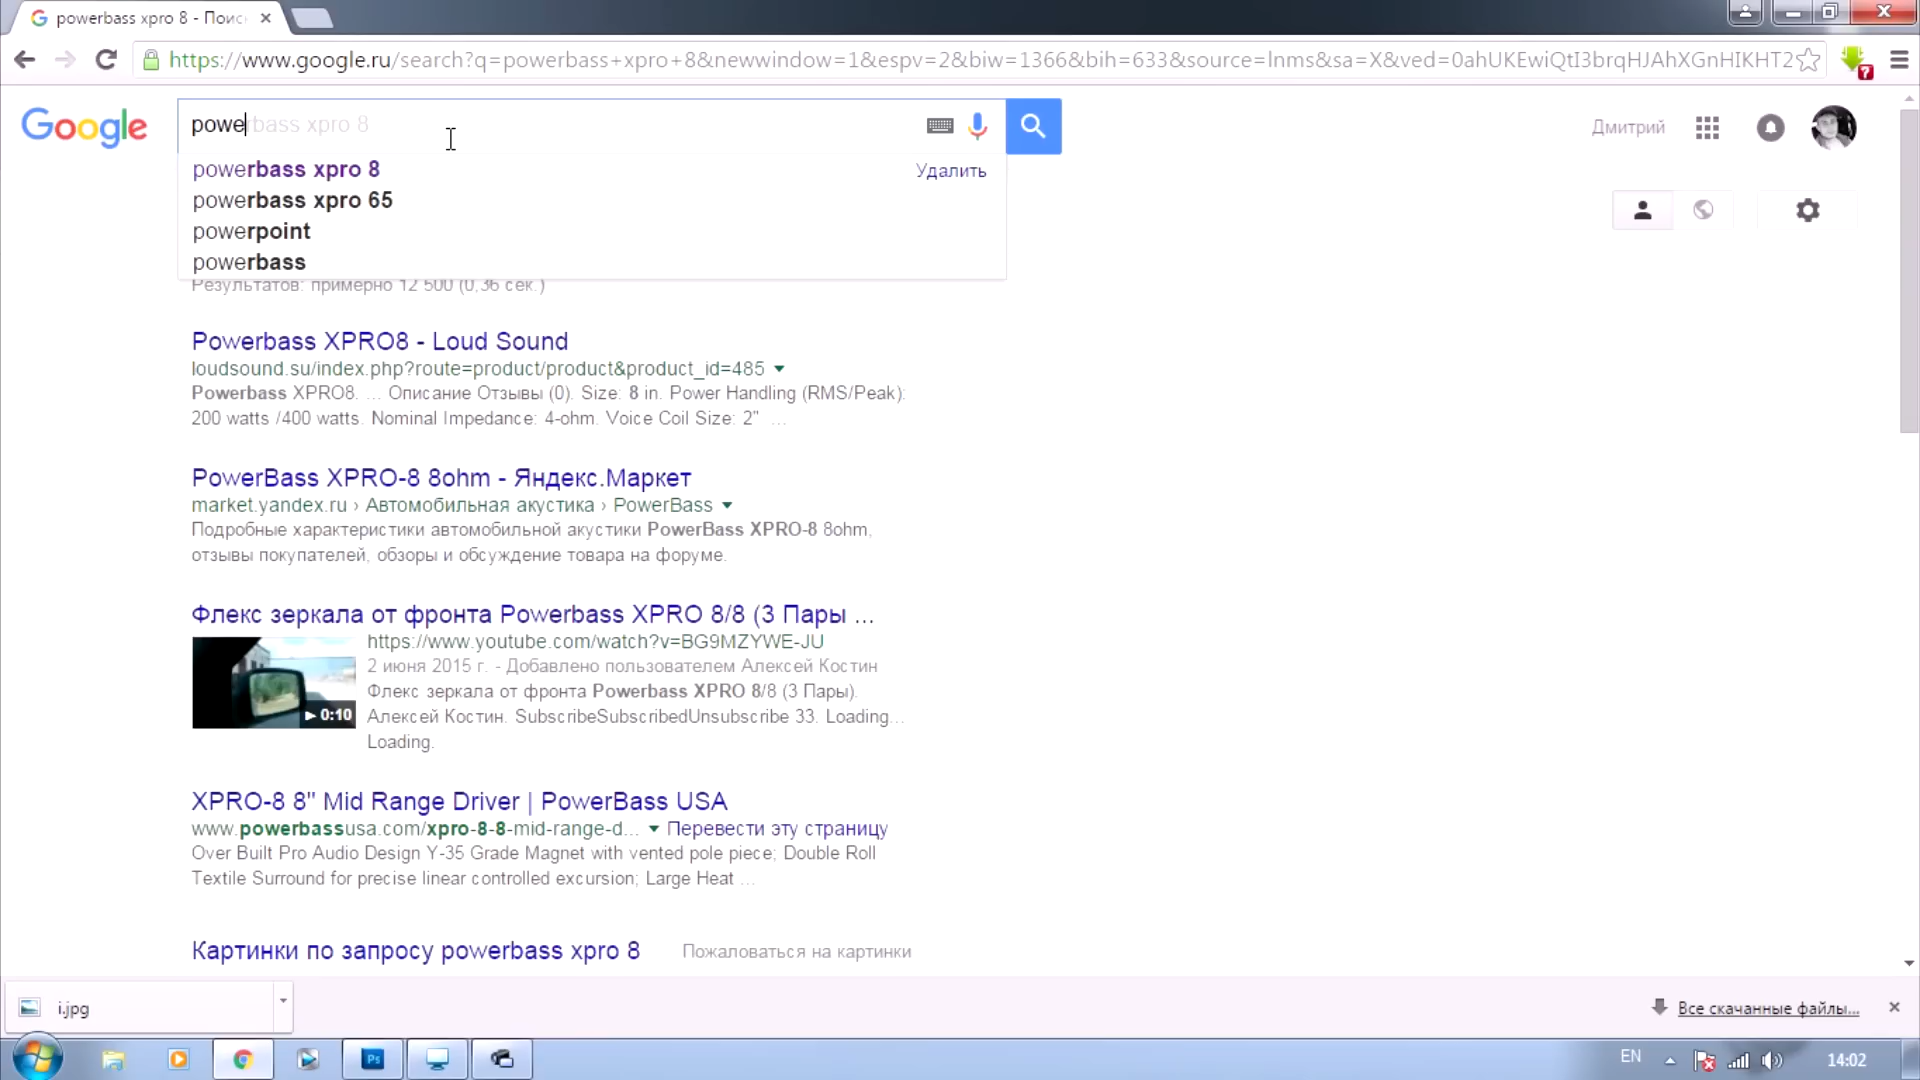 powerbass xpro 8 - Поис
https://www.google.ru/search?q=powerbass+xpro+8&newwindow=1&espv=2&biw=1366&bih=633&source=lnms&sa=X&ved=0ahUKEwiQtI3brqHJAhXGnHIKHT2
Google
powerbass xpro 8
Дмитрий
powerbass xpro 8
Удалить
powerbass xpro 65
powerpoint
powerbass
Результатов: примерно 12 500 (0,36 сек.)
Powerbass XPRO8 - Loud Sound
loudsound.su/index.php?route=product/product&product_id=485
Powerbass XPRO8. ... Описание Отзывы (0). Size: 8 in. Power Handling (RMS/Peak):
200 watts /400 watts. Nominal Impedance: 4-ohm. Voice Coil Size: 2" ...
PowerBass XPRO-8 8ohm - Яндекс.Маркет
market.yandex.ru › Автомобильная акустика › PowerBass
Подробные характеристики автомобильной акустики PowerBass XPRO-8 8ohm,
отзывы покупателей, обзоры и обсуждение товара на форуме.
Флекс зеркала от фронта Powerbass XPRO 8/8 (3 Пары ...
https://www.youtube.com/watch?v=BG9MZYWE-JU
2 июня 2015 г. - Добавлено пользователем Алексей Костин
Флекс зеркала от фронта Powerbass XPRO 8/8 (3 Пары).
0:10
Алексей Костин. SubscribeSubscribedUnsubscribe 33. Loading...
Loading.
XPRO-8 8" Mid Range Driver | PowerBass USA
www.powerbassusa.com/xpro-8-8-mid-range-d... Перевести эту страницу
Over Built Pro Audio Design Y-35 Grade Magnet with vented pole piece; Double Roll
Textile Surround for precise linear controlled excursion; Large Heat ...
Картинки по запросу powerbass xpro 8
Пожаловаться на картинки
i.jpg
Все скачанные файлы...
Ps
EN
14:02